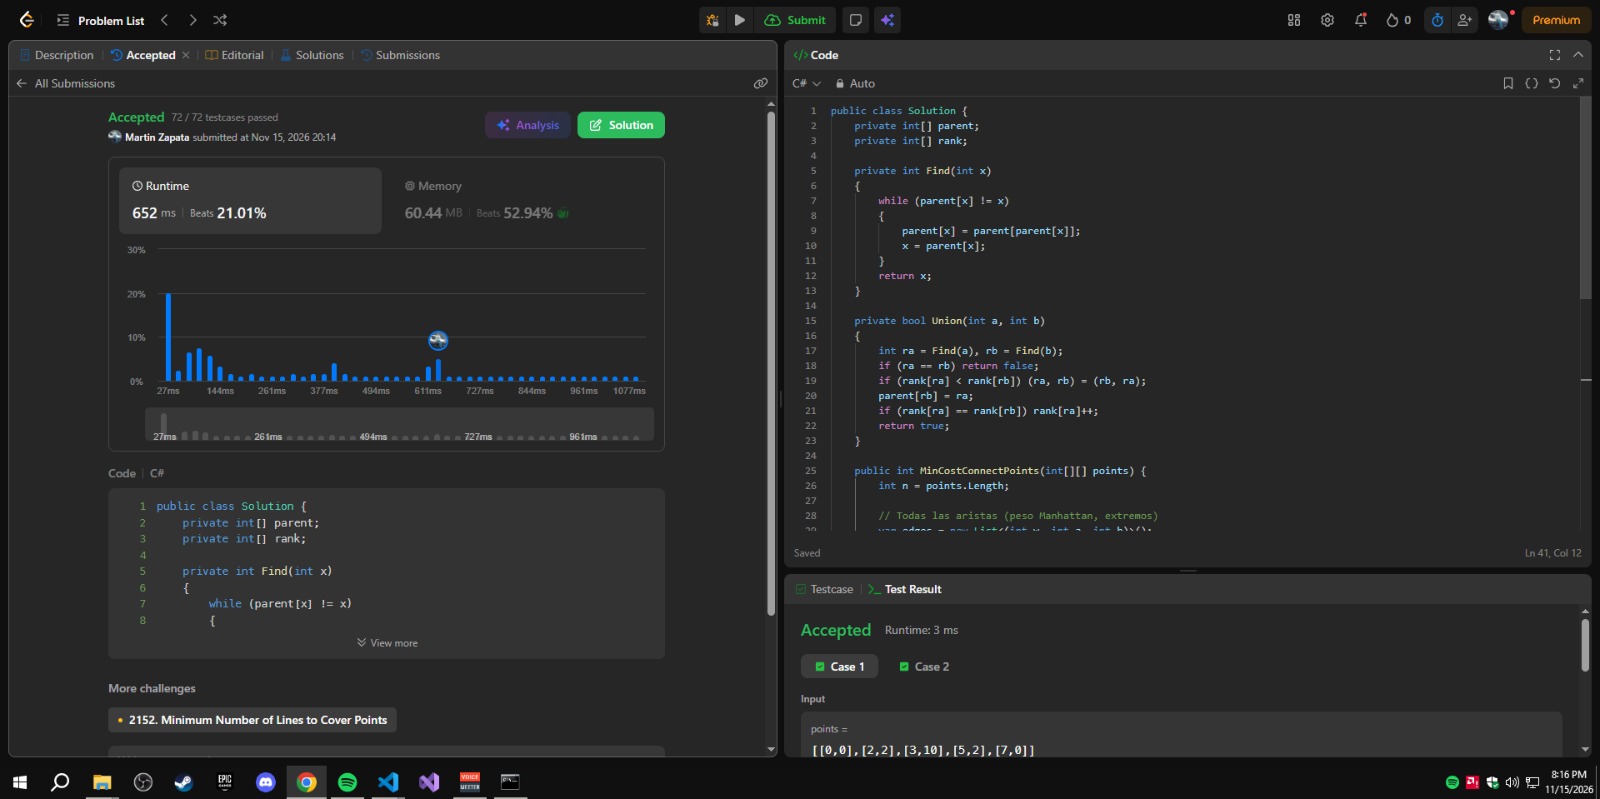 Problem List
Submit
0
Premium
Description
Accepted
Editorial
Solutions
Submissions
All Submissions
Accepted 72 / 72 testcases passed
Martin Zapata submitted at Nov 15, 2026 20:14
Analysis
Solution
Runtime
652 ms | Beats 21.01%
Memory
60.44 MB | Beats 52.94%
30%
20%
10%
0%
27ms 144ms 261ms 377ms 494ms 611ms 727ms 844ms 961ms 1077ms
27ms 261ms 494ms 727ms 961ms
Code | C#
1 public class Solution {
2 private int[] parent;
3 private int[] rank;
4
5 private int Find(int x)
6 {
7 while (parent[x] != x)
8 {
View more
More challenges
2152. Minimum Number of Lines to Cover Points
</> Code
C# Auto
1 public class Solution {
2 private int[] parent;
3 private int[] rank;
4
5 private int Find(int x)
6 {
7 while (parent[x] != x)
8 {
9 parent[x] = parent[parent[x]];
10 x = parent[x];
11 }
12 return x;
13 }
14
15 private bool Union(int a, int b)
16 {
17 int ra = Find(a), rb = Find(b);
18 if (ra == rb) return false;
19 if (rank[ra] < rank[rb]) (ra, rb) = (rb, ra);
20 parent[rb] = ra;
21 if (rank[ra] == rank[rb]) rank[ra]++;
22 return true;
23 }
24
25 public int MinCostConnectPoints(int[][] points) {
26 int n = points.Length;
27
28 // Todas las aristas (peso Manhattan, extremos)
Saved
Ln 41, Col 12
Testcase
Test Result
Accepted Runtime: 3 ms
Case 1
Case 2
Input
points =
[[0,0],[2,2],[3,10],[5,2],[7,0]]
EPIC GAMES
8:16 PM
11/15/2026